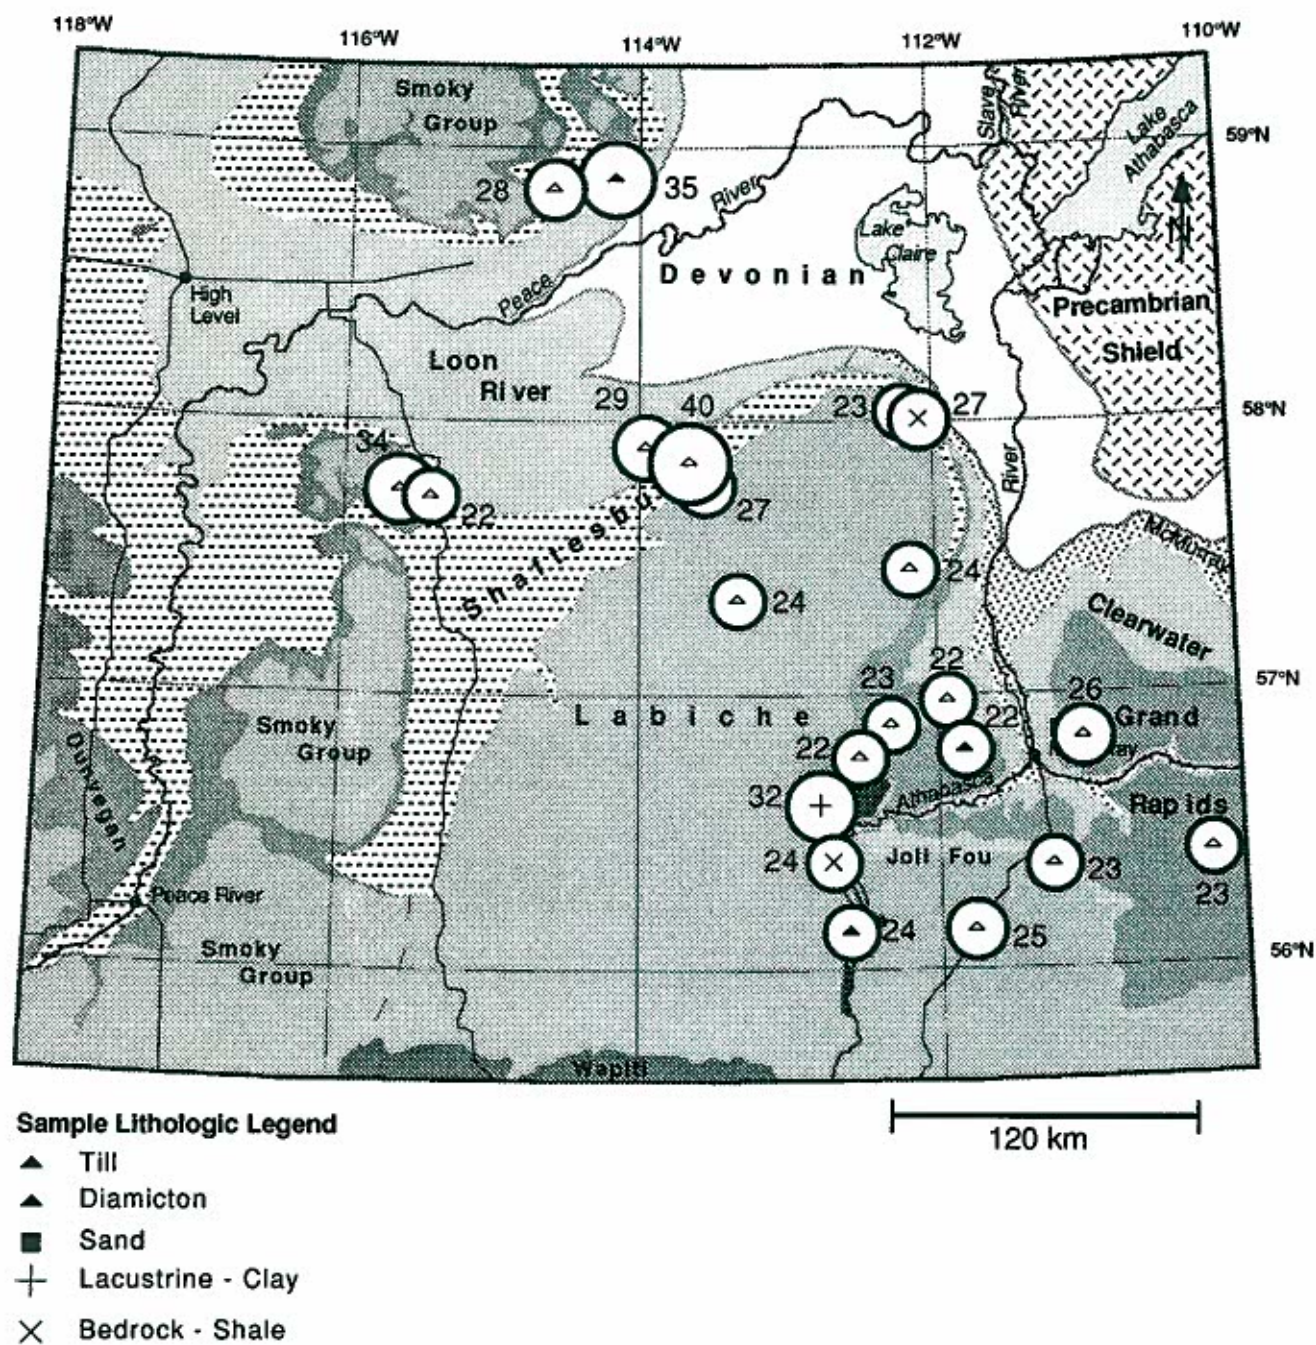 118°W
116°W
114°W
112°W
110°W
Smoky
Group
Slave
River
Lake
Athabasca
59°N
28
35
River
Lake
Claire
N
Devonian
High
Level
Peace
Precambrian
Shield
Loon
River
29
40
23
27
58°N
34
22
27
River
McMurray
Shaftesbu
24
24
Clearwater
57°N
22
23
26
Labiche
22
Grand
Smoky
Group
22
Dunvegan
32
Athabasca
Rapids
24
Joli Fou
23
23
Peace River
24
25
Smoky
Group
56°N
Wapiti
120 km
Sample Lithologic Legend
Till
Diamicton
Sand
Lacustrine - Clay
Bedrock - Shale